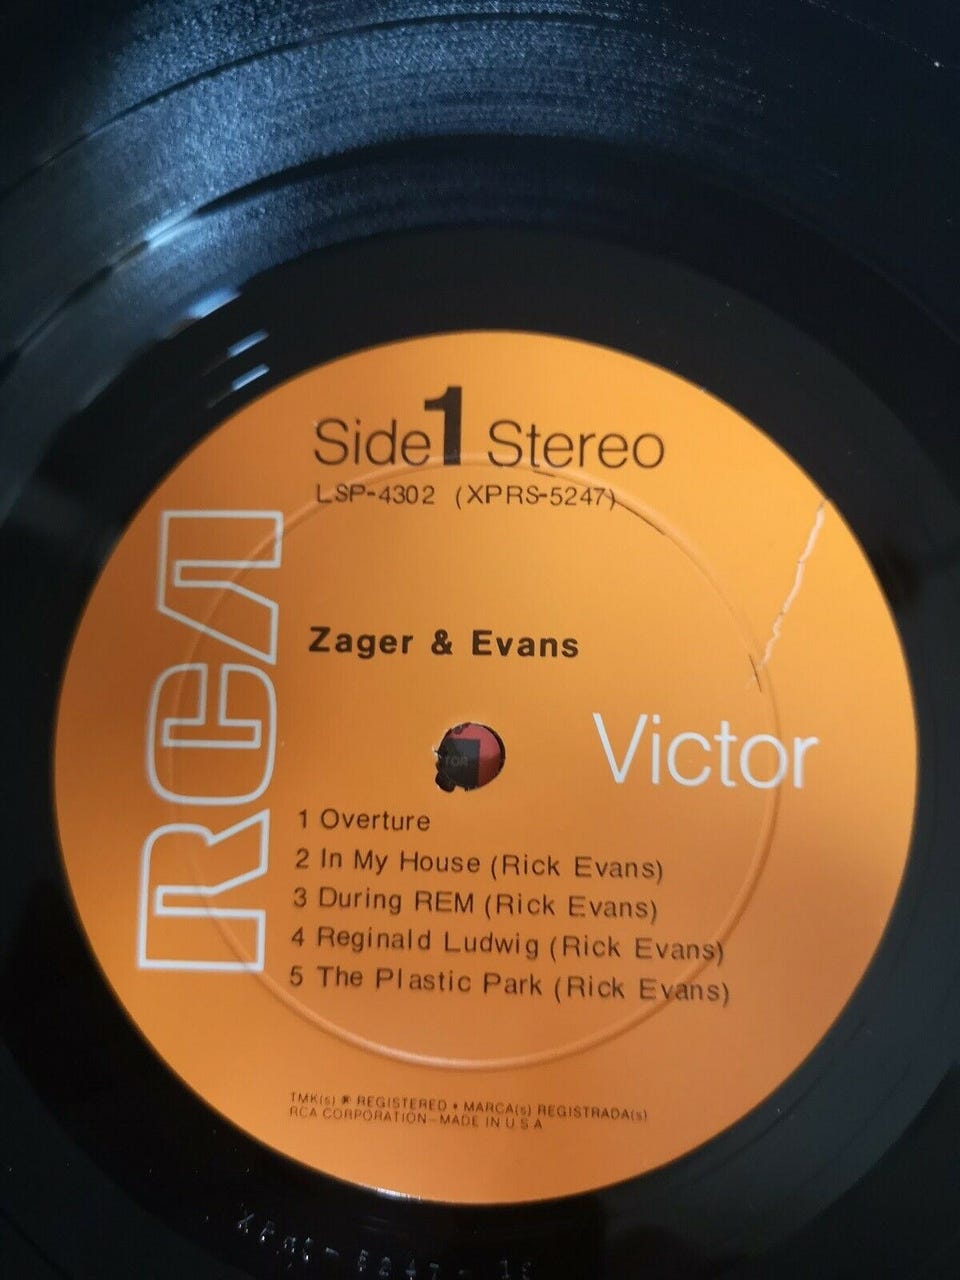 Side 1 Stereo
LSP-4302 (XPRS-5247)
RCA
Zager & Evans
Victor
TOR
1 Overture
2 In My House (Rick Evans)
3 During REM (Rick Evans)
4 Reginald Ludwig (Rick Evans)
5 The Plastic Park (Rick Evans)
TMK(s) ® REGISTERED • MARCA(s) REGISTRADA(s)
RCA CORPORATION—MADE IN U S A